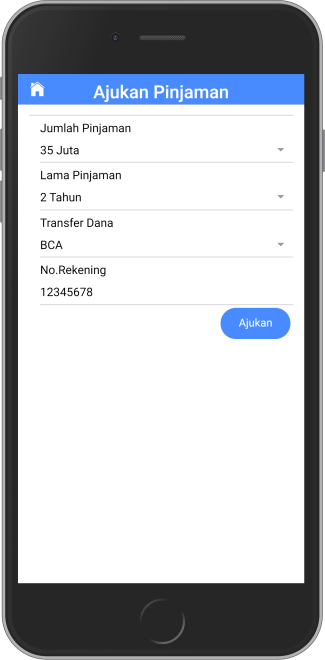 Ajukan Pinjaman
Jumlah Pinjaman
35 Juta
Lama Pinjaman
2 Tahun
Transfer Dana
BCA
No.Rekening
12345678
Ajukan